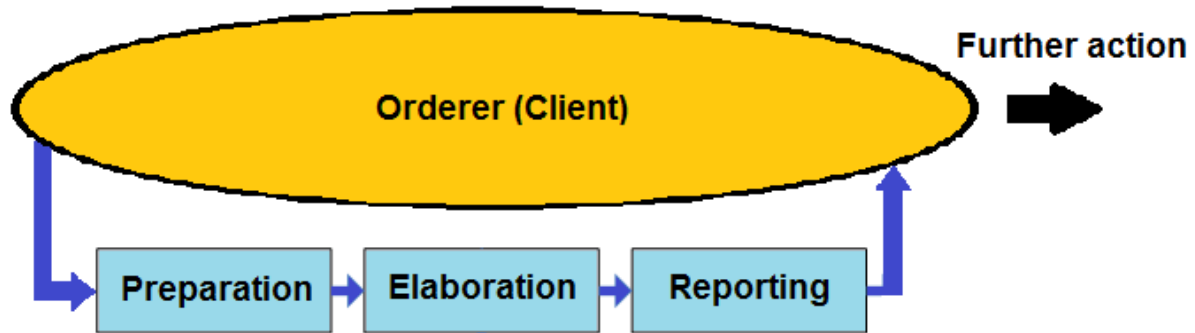 Further action
Orderer (Client)
Preparation
Elaboration
Reporting